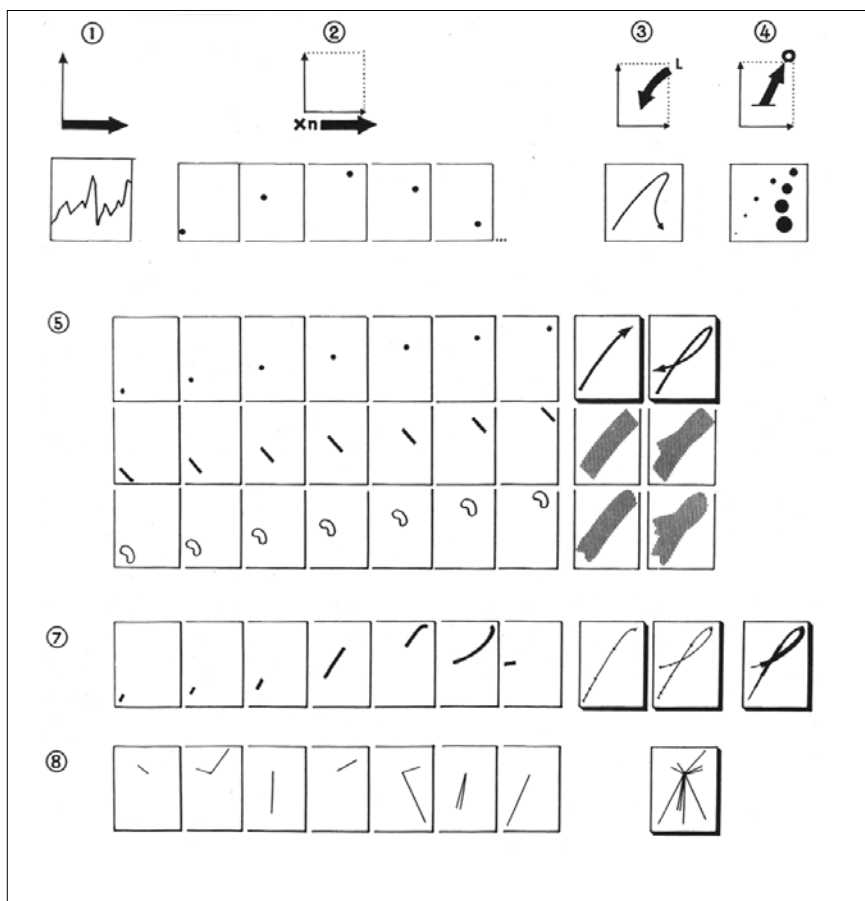 ① ② ③ ④
L
×n
...
⑤
⑦
⑧